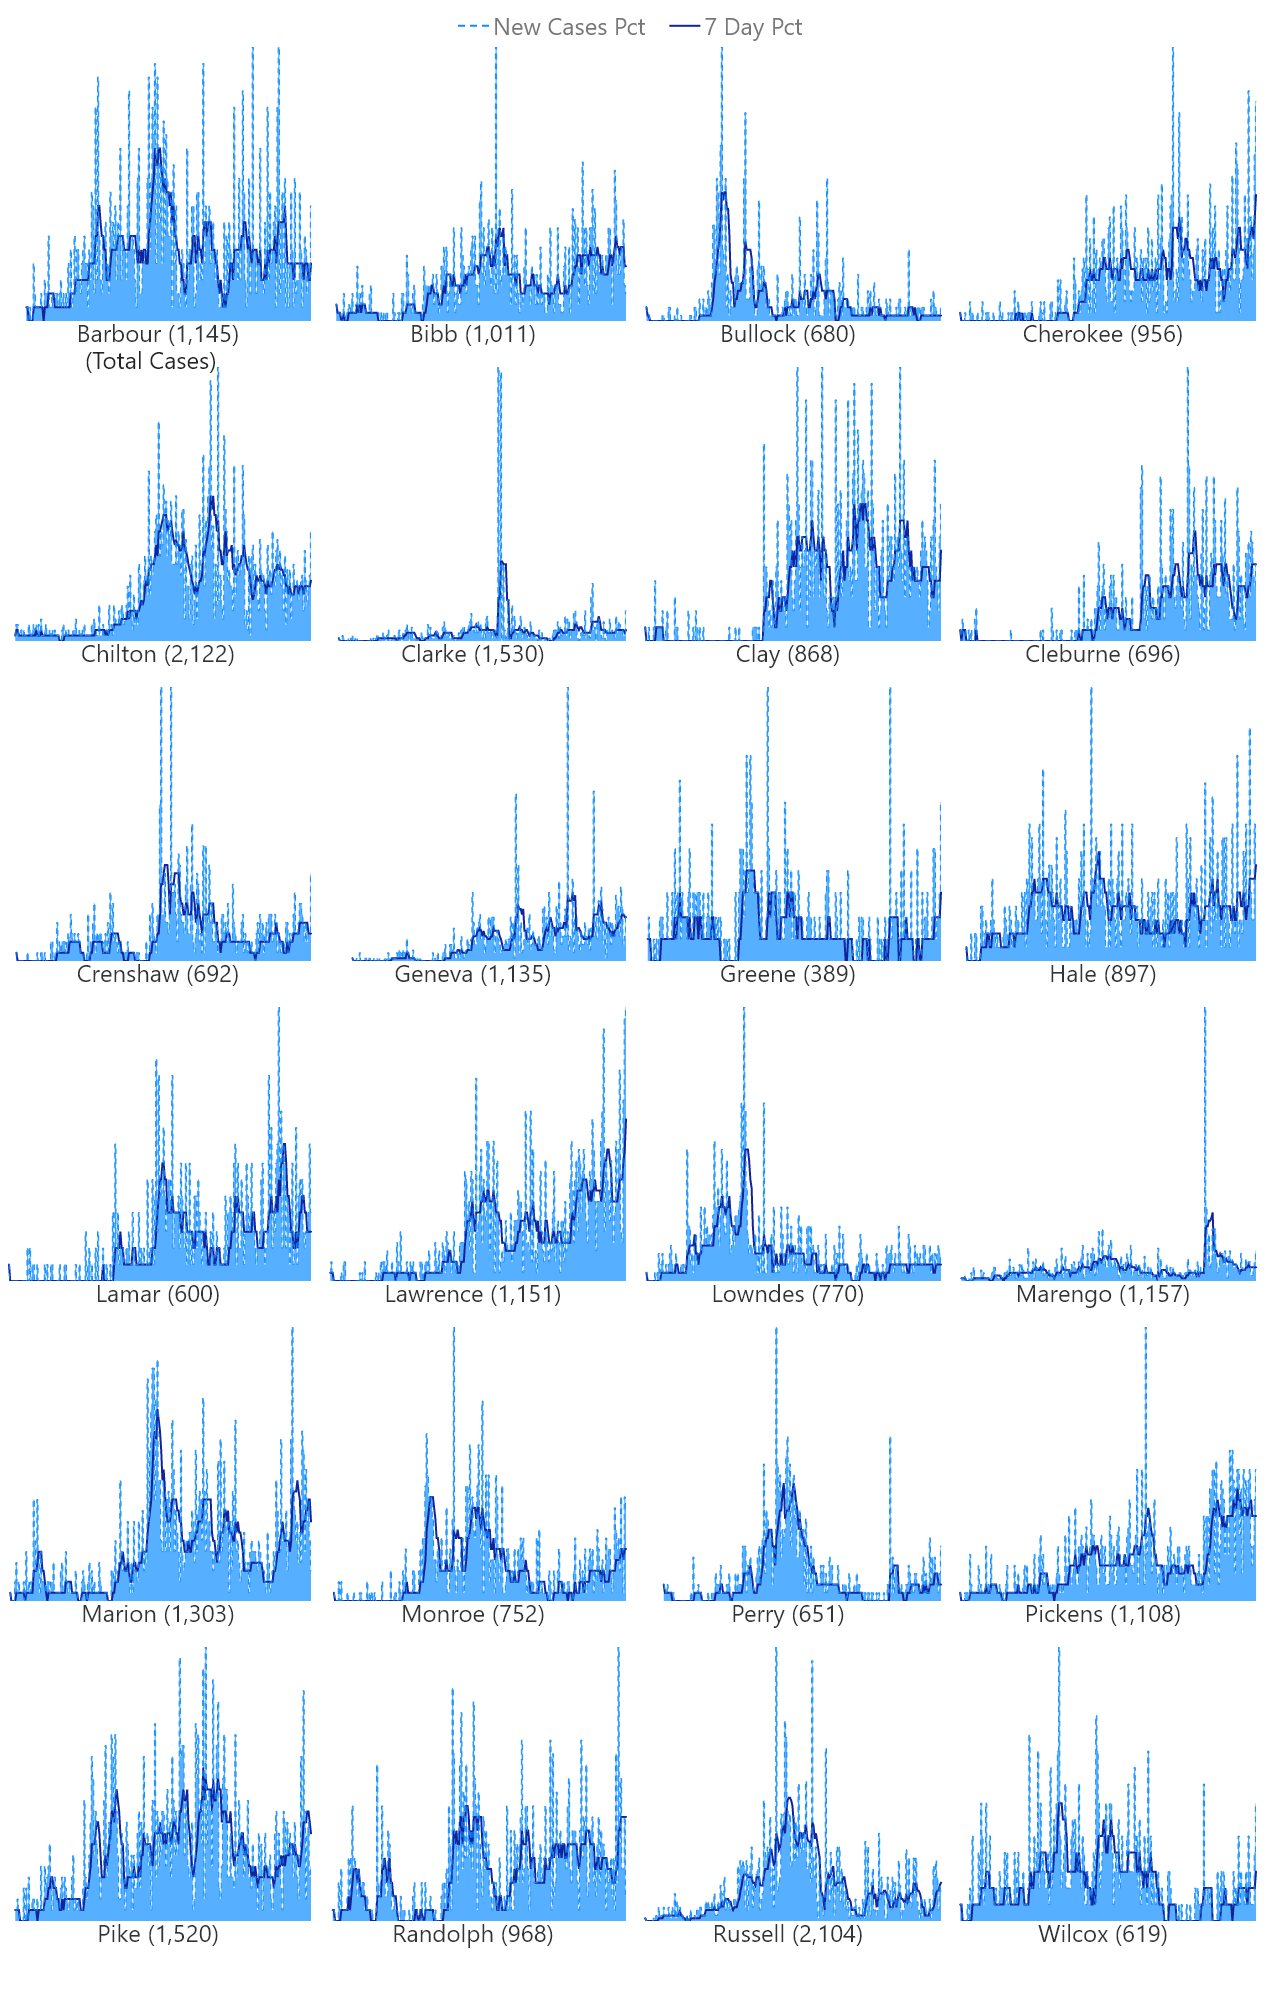 New Cases Pct 7 Day Pct
Barbour (1,145) Bibb (1,011) Bullock (680) Cherokee (956)
(Total Cases)
Chilton (2,122) Clarke (1,530) Clay (868) Cleburne (696)
Crenshaw (692) Geneva (1,135) Greene (389) Hale (897)
Lamar (600) Lawrence (1,151) Lowndes (770) Marengo (1,157)
Marion (1,303) Monroe (752) Perry (651) Pickens (1,108)
Pike (1,520) Randolph (968) Russell (2,104) Wilcox (619)